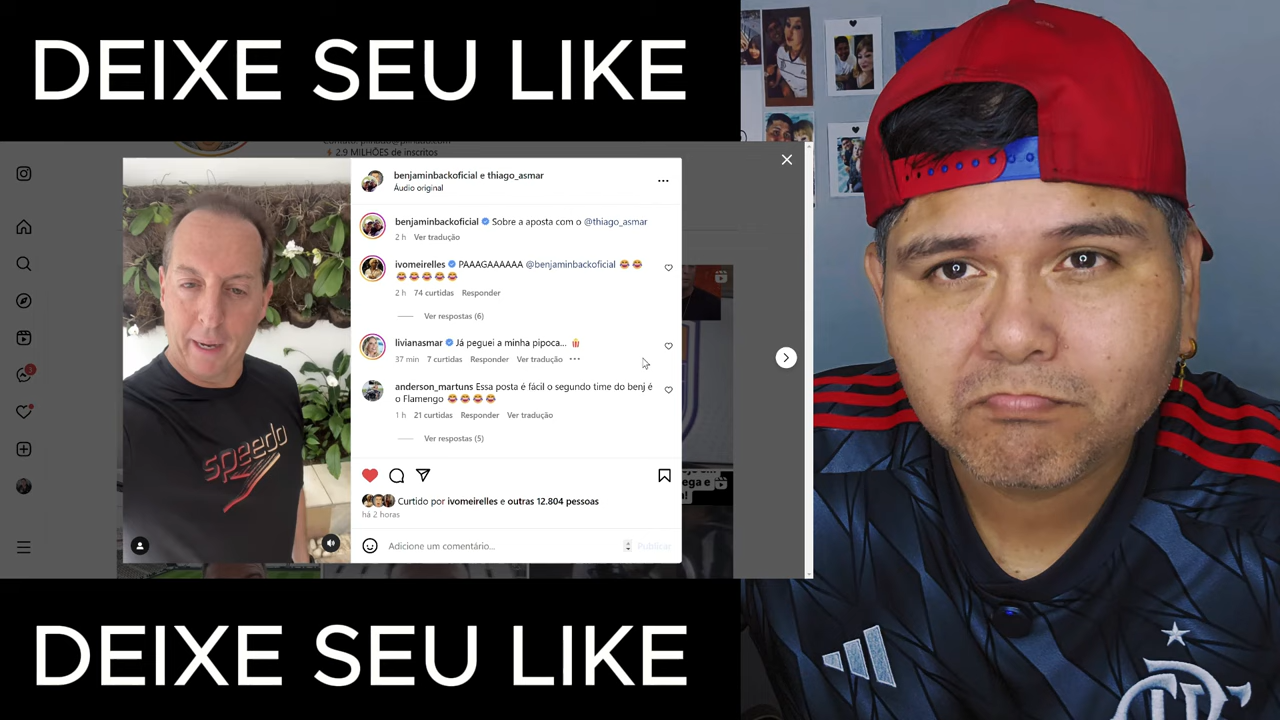 DEIXE SEU LIKE
2.9 MILHÕES de inscritos
benjaminbackoficial e thiago_asmar
Áudio original
benjaminbackoficial Sobre a aposta com o @thiago_asmar
2 h Ver tradução
ivomeirelles PAAAGAAAAAA @benjaminbackoficial 😂😂
😂😂😂😂😂
2 h 74 curtidas Responder
Ver respostas (6)
livianasmar Já peguei a minha pipoca... 🍿
37 min 7 curtidas Responder Ver tradução
anderson_martuns Essa posta é fácil o segundo time do benj é
o Flamengo 😂😂😂😂
1 h 21 curtidas Responder Ver tradução
Ver respostas (5)
Curtido por ivomeirelles e outras 12.804 pessoas
há 2 horas
Adicione um comentário...
Publicar
speedo
3
DEIXE SEU LIKE